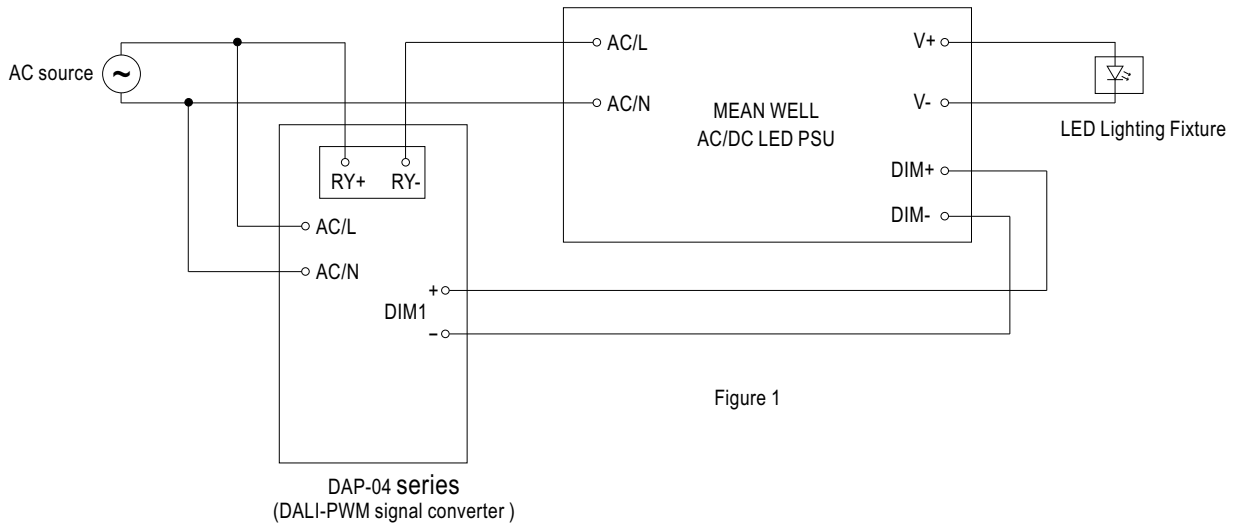 AC source
~
RY+ RY-
AC/L
AC/N
+
DIM1
−
DAP-04 series
(DALI-PWM signal converter )
AC/L
AC/N
MEAN WELL
AC/DC LED PSU
V+
V-
DIM+
DIM-
LED Lighting Fixture
Figure 1